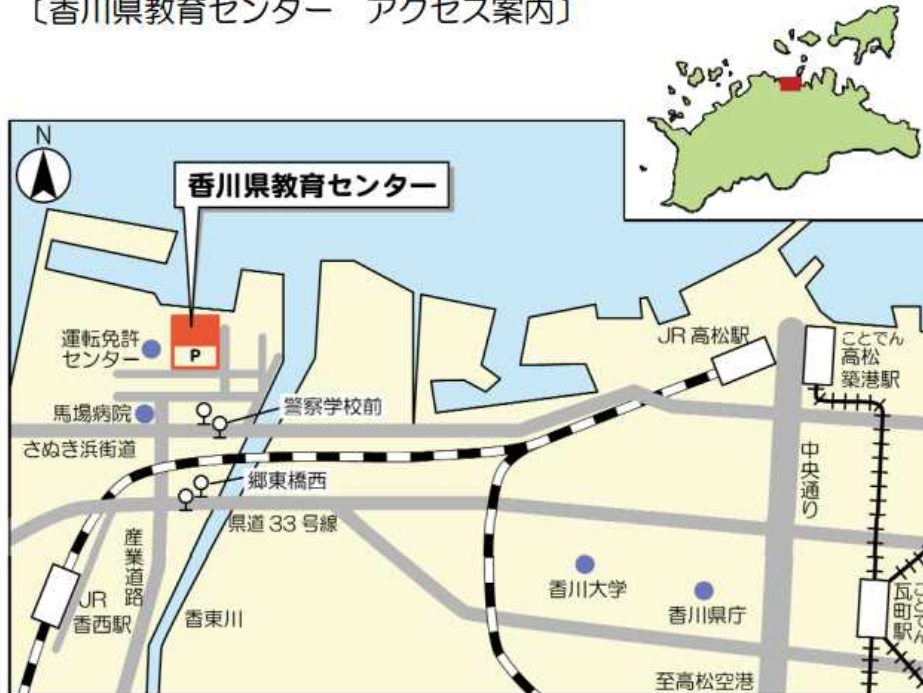 〔香川県教育センター　アクセス案内〕
N
香川県教育センター
運転免許
センター
P
JR 高松駅
ことでん
高松
築港駅
馬場病院
警察学校前
さぬき浜街道
郷東橋西
中央通り
県道 33 号線
産業道路
JR
香西駅
香東川
香川大学
香川県庁
ことでん
瓦町駅
至高松空港